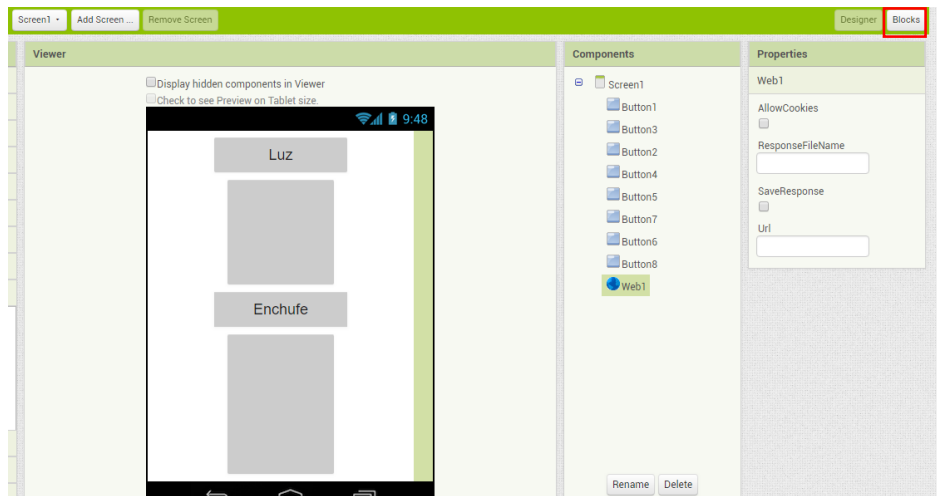 Screen1
Add Screen ...
Remove Screen
Designer
Blocks
Viewer
Display hidden components in Viewer
Check to see Preview on Tablet size.
9:48
Luz
Enchufe
Components
Screen1
Button1
Button3
Button2
Button4
Button5
Button7
Button6
Button8
Web1
Rename
Delete
Properties
Web1
AllowCookies
ResponseFileName
SaveResponse
Url